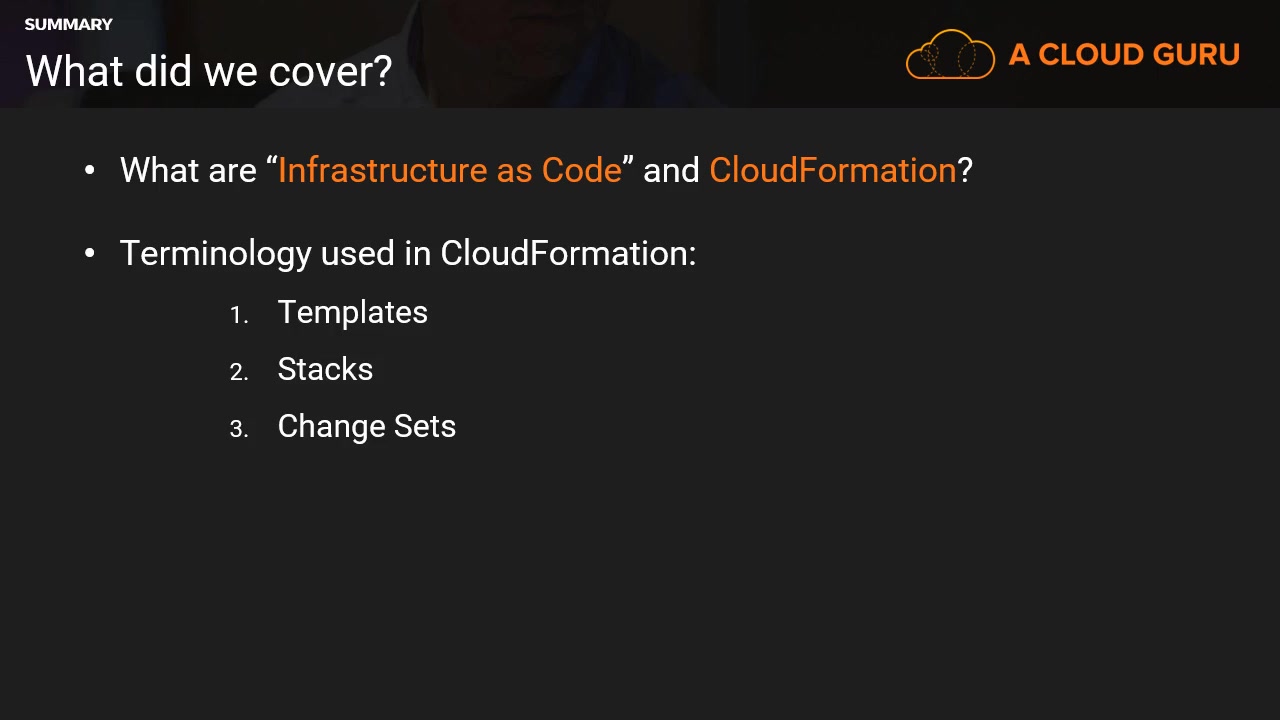 SUMMARY
What did we cover?
A CLOUD GURU
• What are “Infrastructure as Code” and CloudFormation?
• Terminology used in CloudFormation:
1. Templates
2. Stacks
3. Change Sets